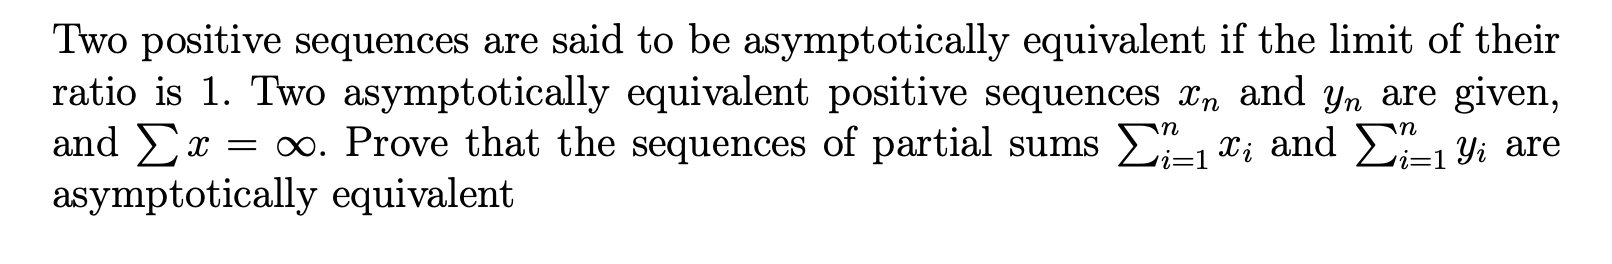 Two positive sequences are said to be asymptotically equivalent if the limit of their
ratio is 1. Two asymptotically equivalent positive sequences $x_n$ and $y_n$ are given,
and $\sum x = \infty$. Prove that the sequences of partial sums $\sum_{i=1}^{n} x_i$ and $\sum_{i=1}^{n} y_i$ are
asymptotically equivalent